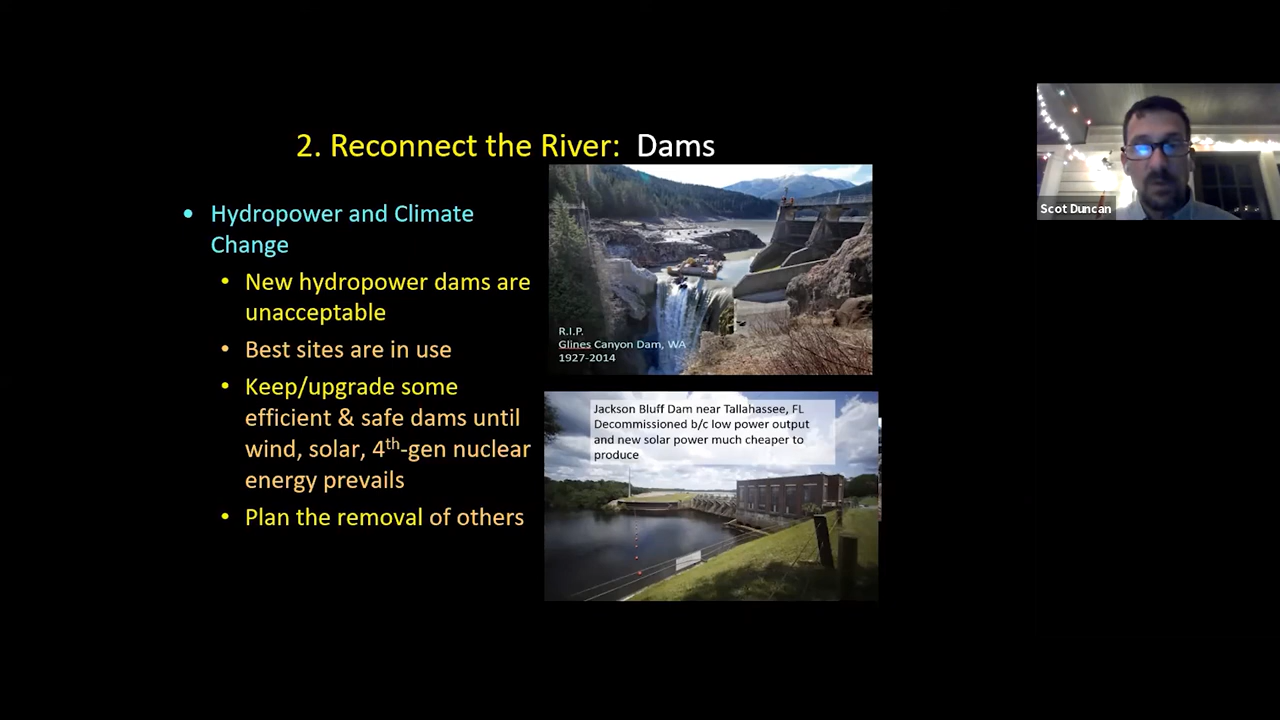 2. Reconnect the River: Dams
• Hydropower and Climate
Change
• New hydropower dams are
unacceptable
• Best sites are in use
• Keep/upgrade some
efficient & safe dams until
wind, solar, 4th-gen nuclear
energy prevails
• Plan the removal of others
R.I.P.
Glines Canyon Dam, WA
1927-2014
Jackson Bluff Dam near Tallahassee, FL
Decommissioned b/c low power output
and new solar power much cheaper to
produce
Scot Duncan